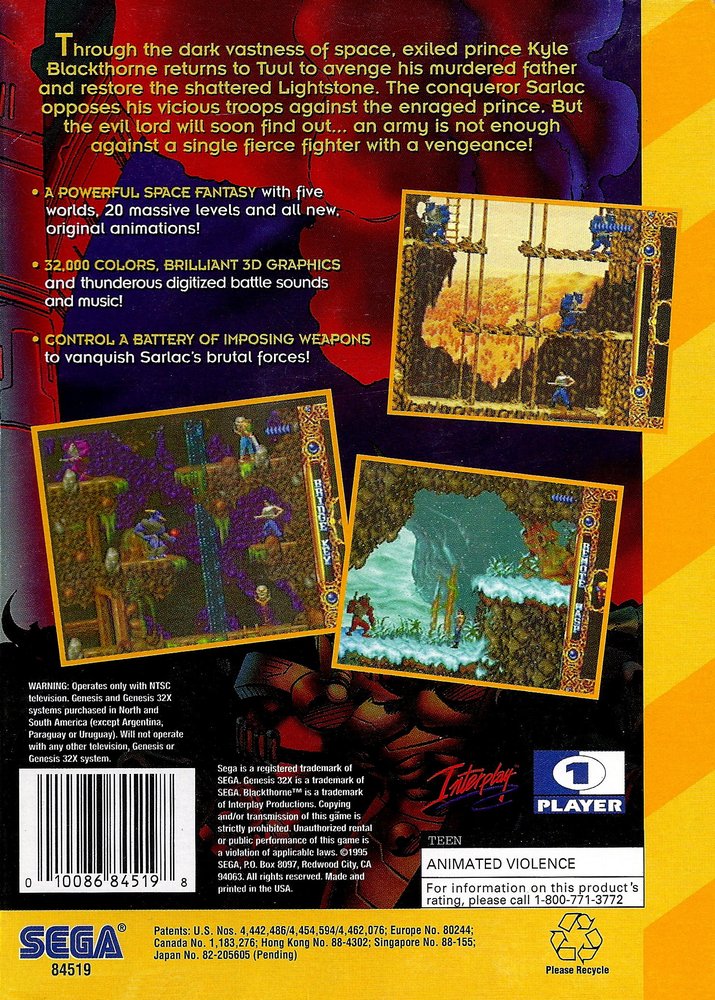 Through the dark vastness of space, exiled prince Kyle
Blackthorne returns to Tuul to avenge his murdered father
and restore the shattered Lightstone. The conqueror Sarlac
opposes his vicious troops against the enraged prince. But
the evil lord will soon find out... an army is not enough
against a single fierce fighter with a vengeance!
• A POWERFUL SPACE FANTASY with five
worlds, 20 massive levels and all new,
original animations!
• 32,000 COLORS, BRILLIANT 3D GRAPHICS
and thunderous digitized battle sounds
and music!
• CONTROL A BATTERY OF IMPOSING WEAPONS
to vanquish Sarlac's brutal forces!
BRIDGE KEY
REMOTE WASP
WARNING: Operates only with NTSC
television. Genesis and Genesis 32X
systems purchased in North and
South America (except Argentina,
Paraguay or Uruguay). Will not operate
with any other television, Genesis or
Genesis 32X system.
0 10086 84519 8
Sega is a registered trademark of
SEGA. Genesis 32X is a trademark of
SEGA. Blackthorne™ is a trademark
of Interplay Productions. Copying
and/or transmission of this game is
strictly prohibited. Unauthorized rental
or public performance of this game is
a violation of applicable laws. ©1995
SEGA, P.O. Box 8097, Redwood City, CA
94063. All rights reserved. Made and
printed in the USA.
Interplay™
1
PLAYER
TEEN
ANIMATED VIOLENCE
For information on this product's
rating, please call 1-800-771-3772
SEGA®
84519
Patents: U.S. Nos. 4,442,486/4,454,594/4,462,076; Europe No. 80244;
Canada No. 1,183,276; Hong Kong No. 88-4302; Singapore No. 88-155;
Japan No. 82-205605 (Pending)
Please Recycle